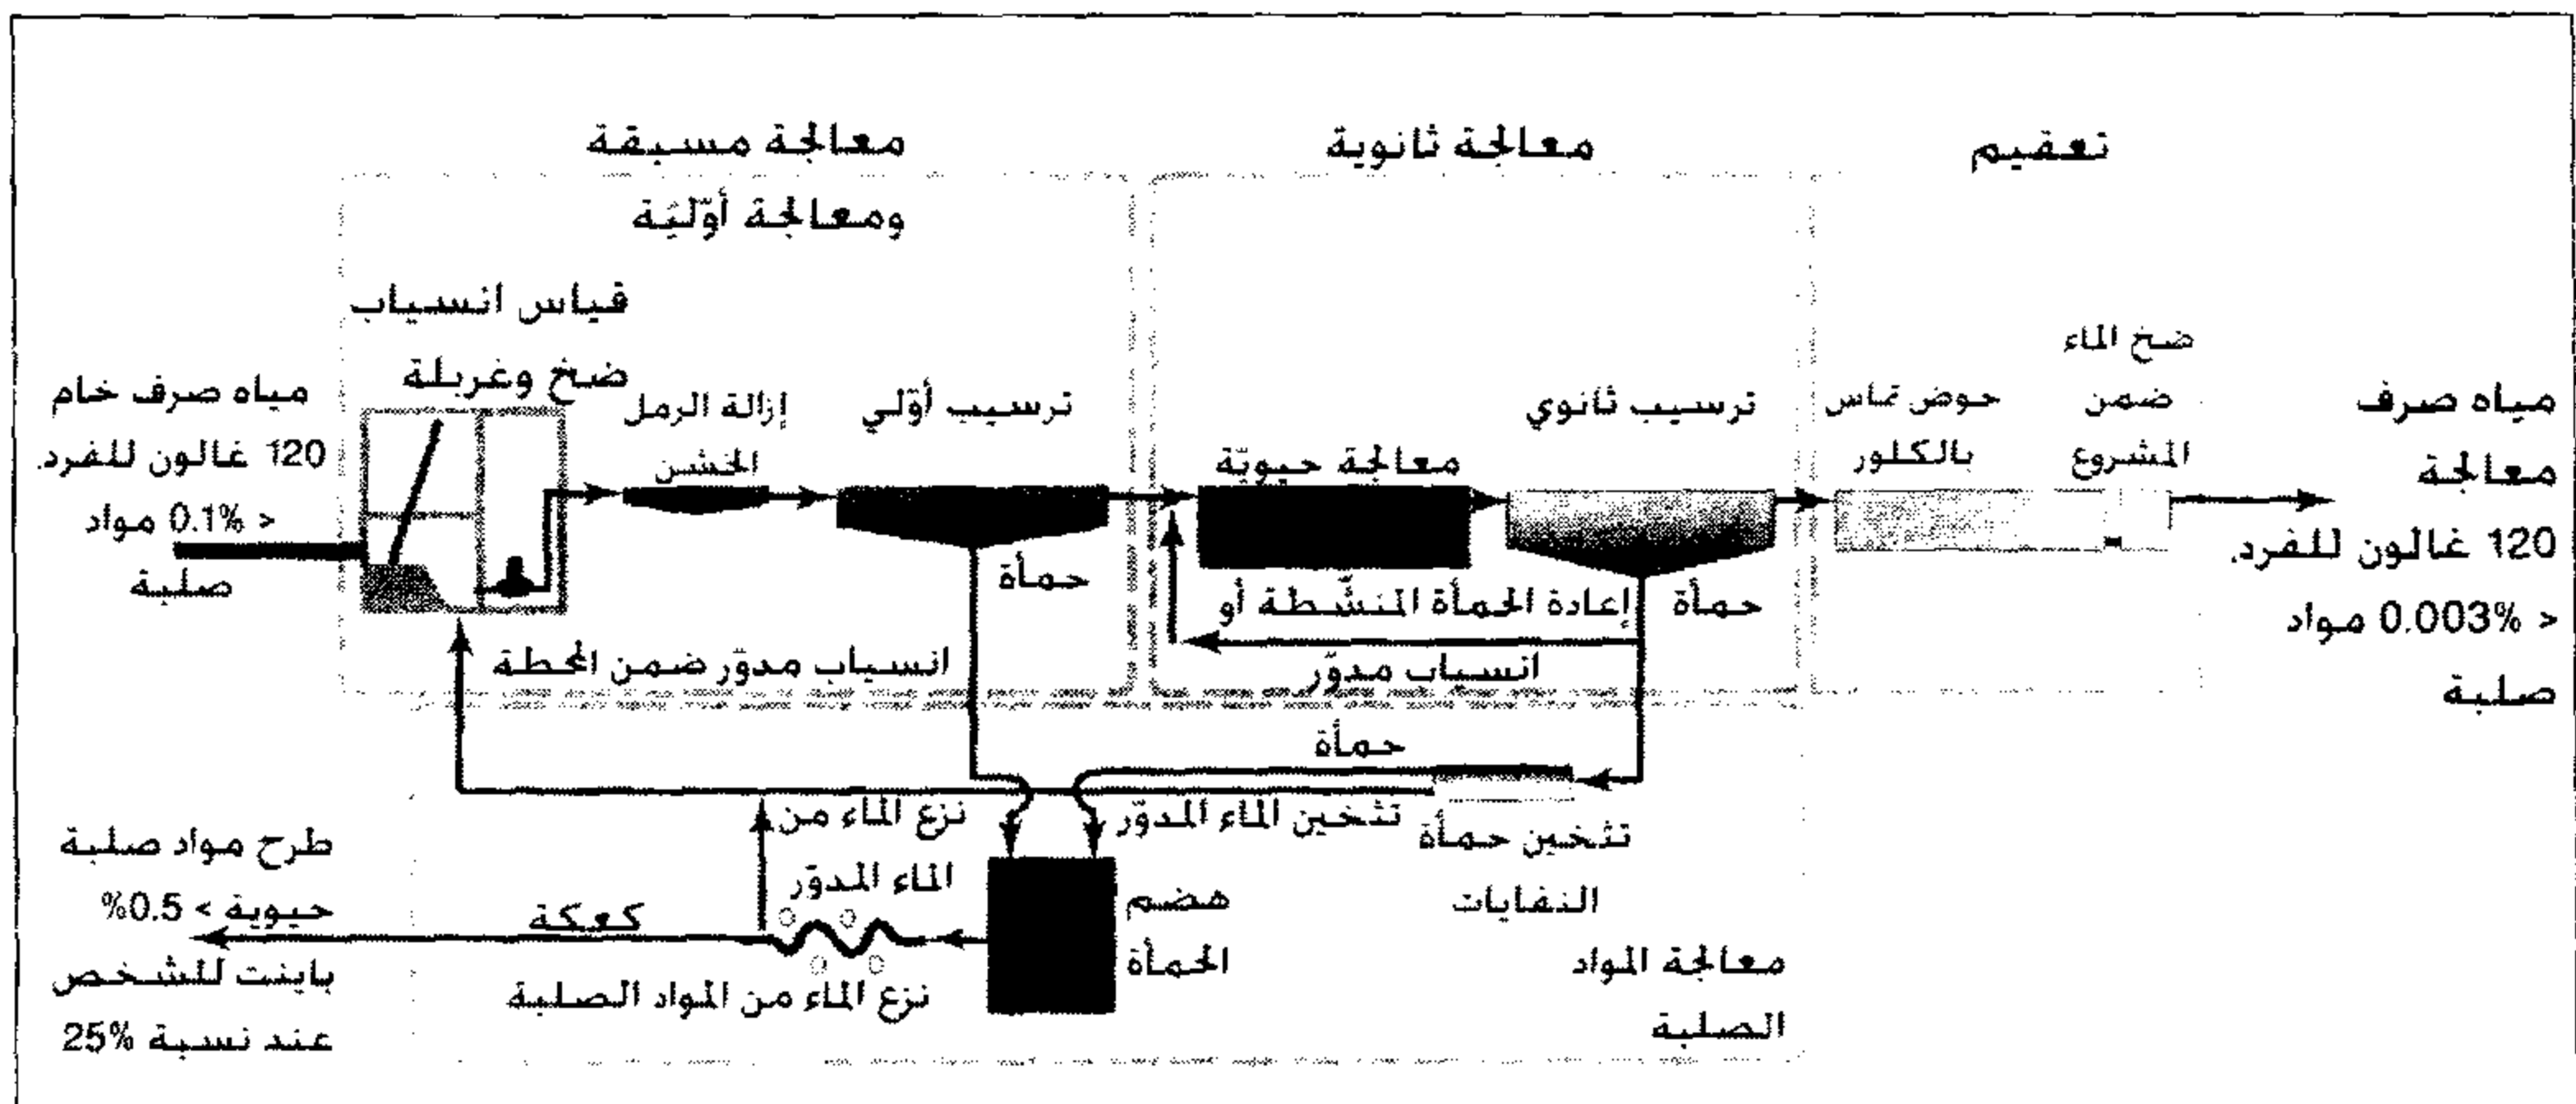 معالجة مسبقة
ومعالجة أوّليّة
معالجة ثانوية
تعقيم
قياس انسياب
ضخ وغربلة
مياه صرف خام
120 غالون للفرد.
< 0.1% مواد
صلبة
إزالة الرمل
الخشن
ترسيب أوّلي
حمأة
معالجة حيويّة
ترسيب ثانوي
حمأة
إعادة الحمأة المنشّطة أو
انسياب مدوّر
حوض تماس
بالكلور
ضخ الماء
ضمن
المشروع
مياه صرف
معالجة
120 غالون للفرد.
< 0.003% مواد
صلبة
انسياب مدوّر ضمن المحطة
حمأة
تثخين الماء المدوّر
تثخين حمأة
النفايات
نزع الماء من
الماء المدوّر
هضم
الحمأة
كعكة
نزع الماء من المواد الصلبة
معالجة المواد
الصلبة
طرح مواد صلبة
حيوية > 0.5%
باينت للشخص
عند نسبة 25%